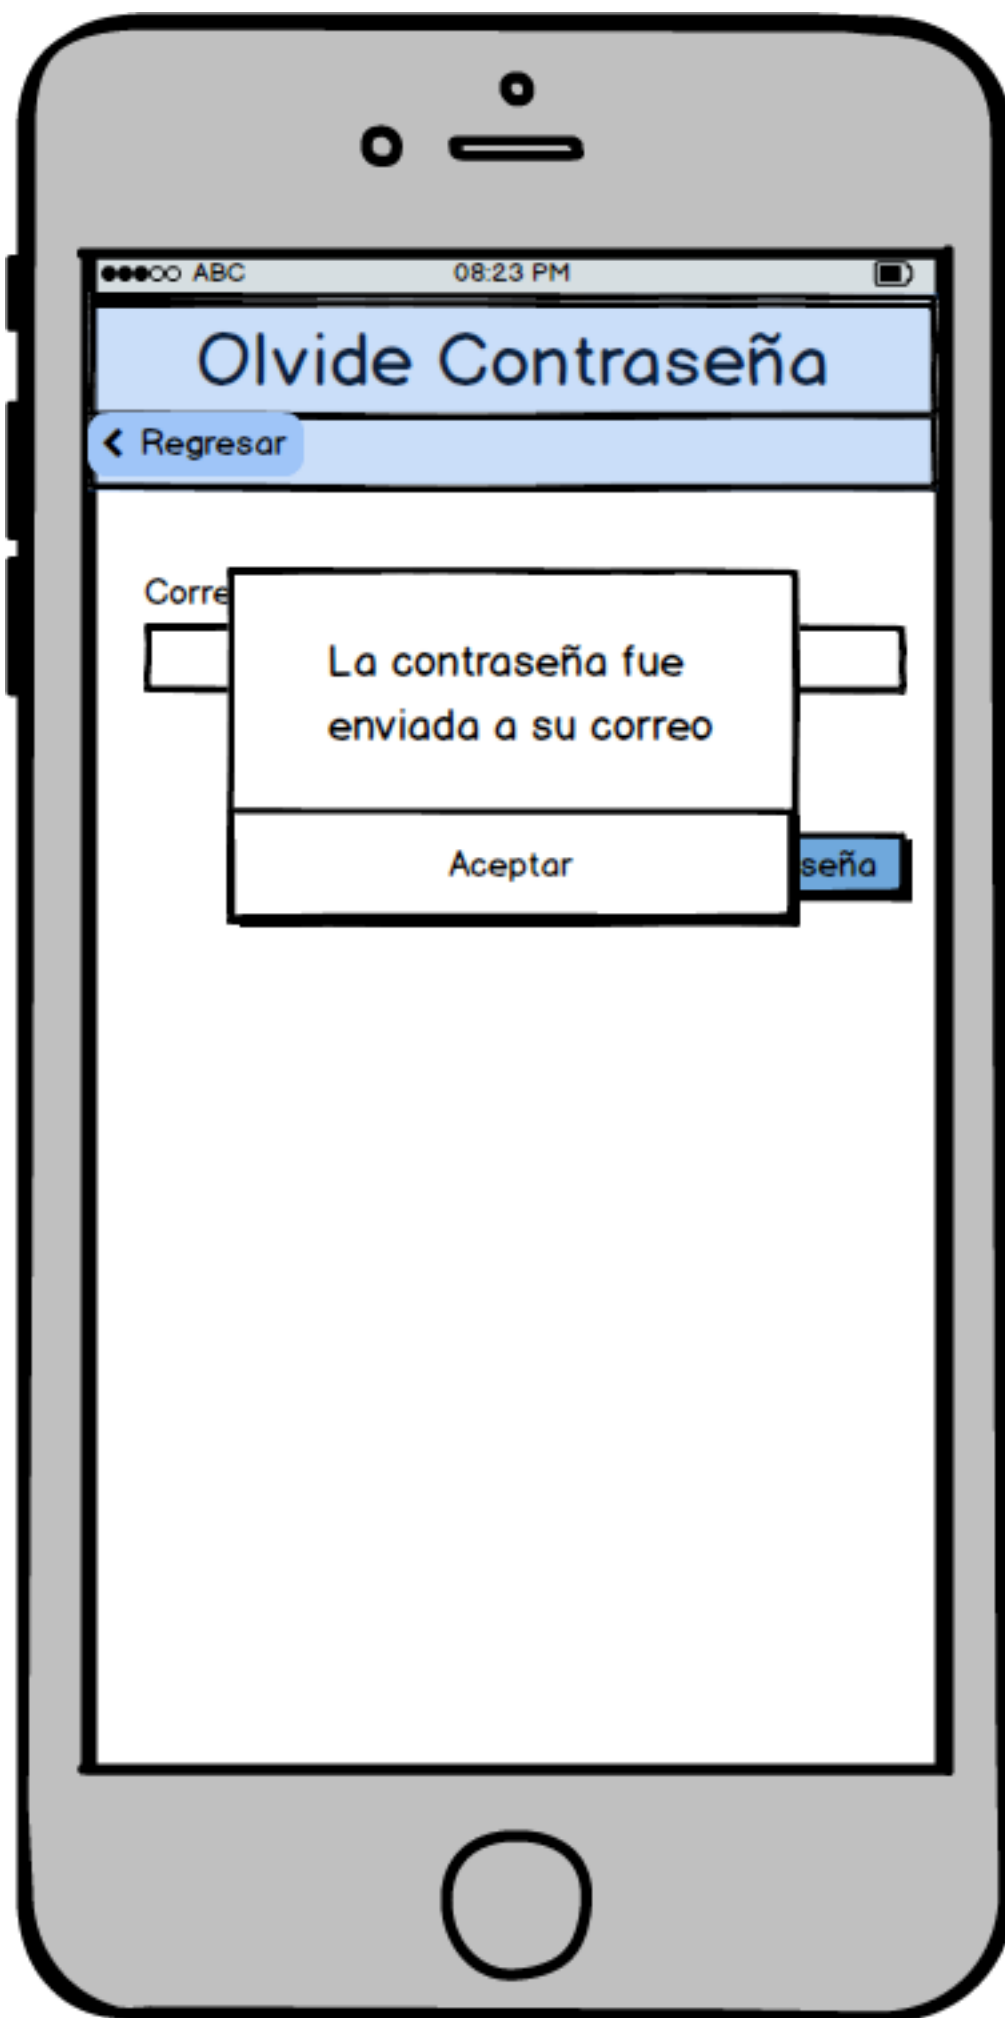 ABC 08:23 PM
Olvide Contraseña
Regresar
Corre
La contraseña fue
enviada a su correo
Aceptar
seña